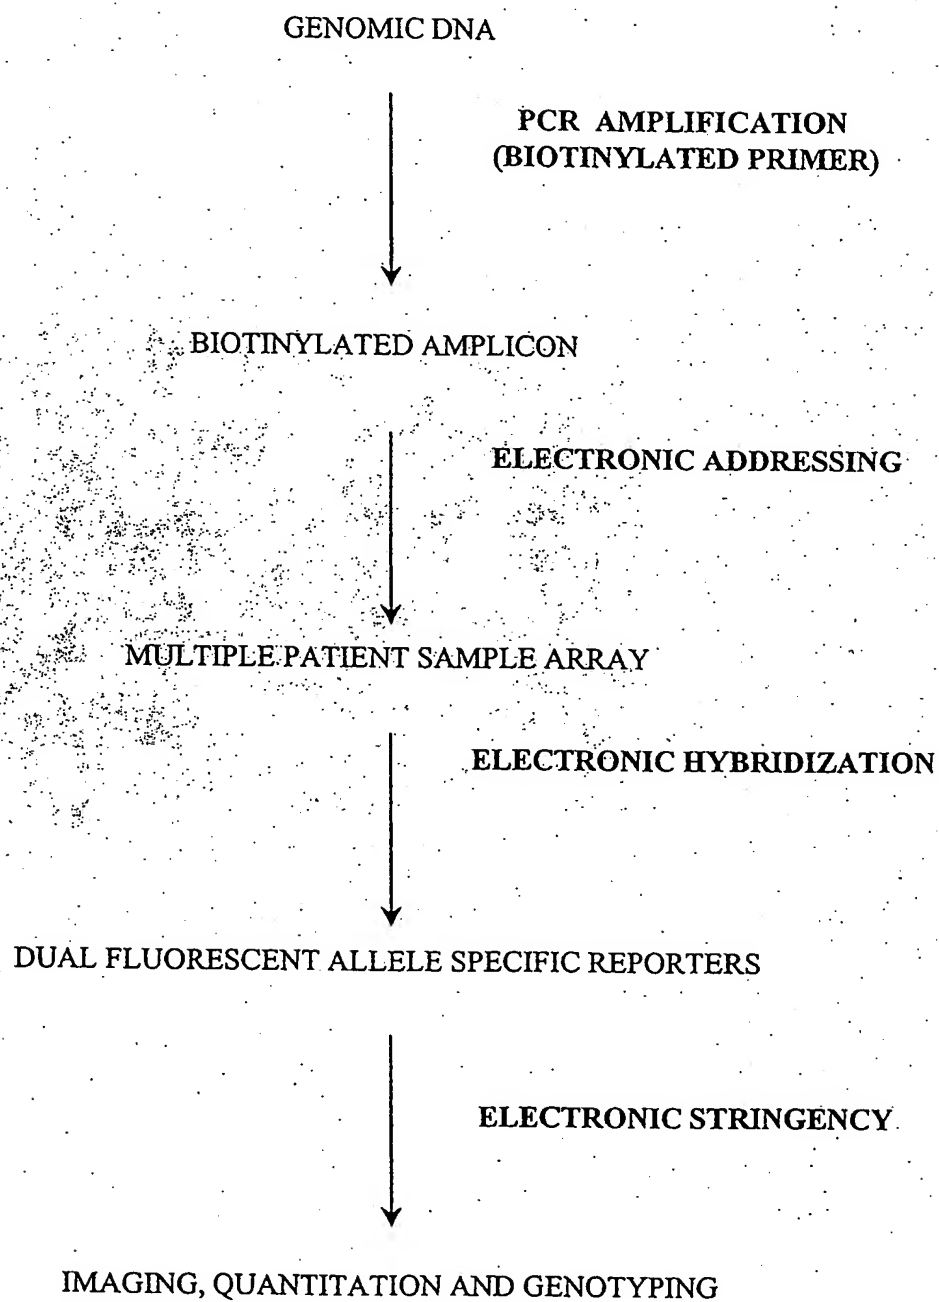 GENOMIC DNA
PCR AMPLIFICATION
(BIOTINYLATED PRIMER)
BIOTINYLATED AMPLICON
ELECTRONIC ADDRESSING
MULTIPLE PATIENT SAMPLE ARRAY
ELECTRONIC HYBRIDIZATION
DUAL FLUORESCENT ALLELE SPECIFIC REPORTERS
ELECTRONIC STRINGENCY
IMAGING, QUANTITATION AND GENOTYPING